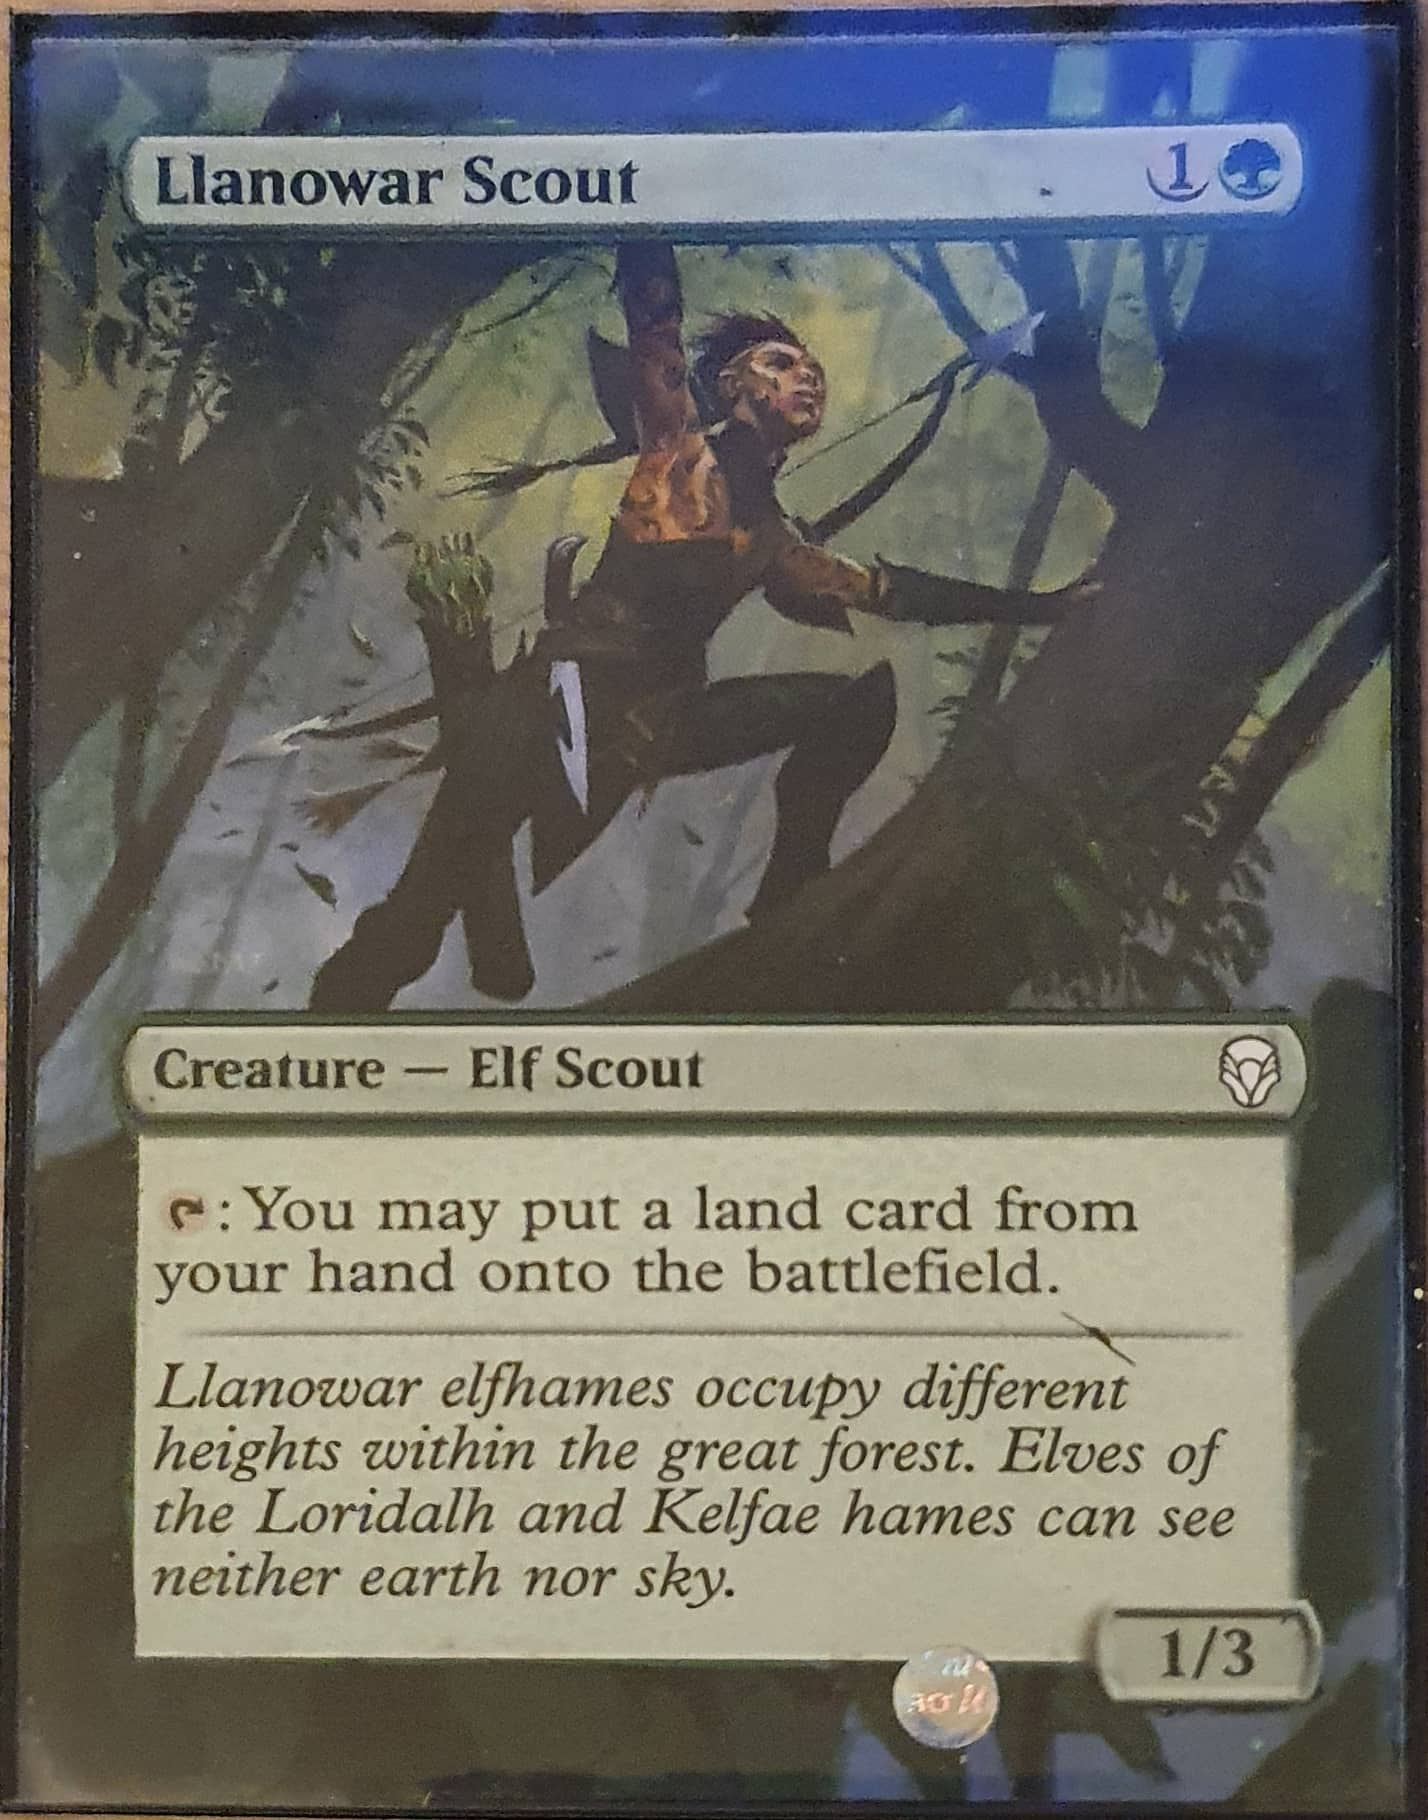 Llanowar Scout 1
Creature — Elf Scout
: You may put a land card from
your hand onto the battlefield.
Llanowar elfhames occupy different
heights within the great forest. Elves of
the Loridalh and Kelfae hames can see
neither earth nor sky.
1/3